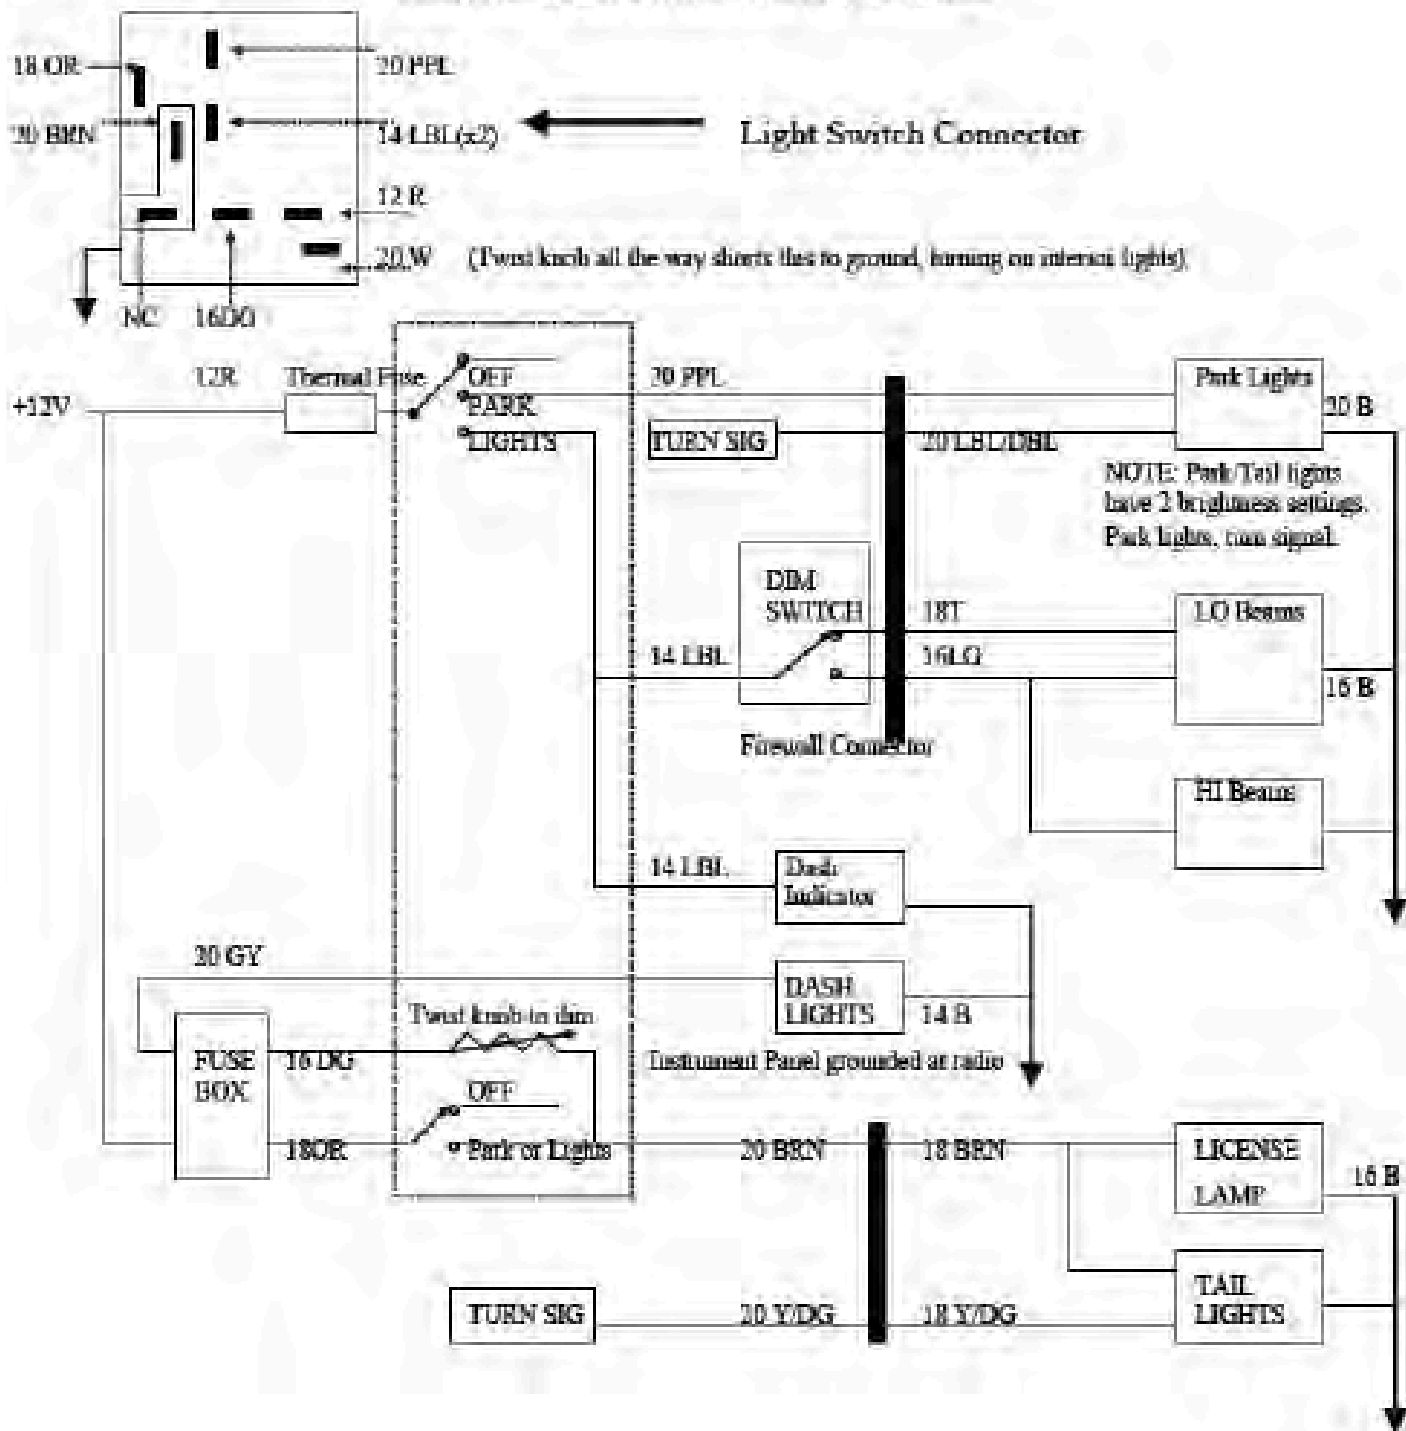 18 OR
20 PPL
20 BRN
14 LBL(x2)
Light Switch Connector
12 R
20 W
(Twist knob all the way shorts this to ground, turning on interior lights)
NC
16DG
12R
Thermal Fuse
+12V
OFF
PARK
LIGHTS
20 PPL
TURN SIG
20 LBL/DBL
Park Lights
20 B
NOTE: Park/Tail lights
have 2 brightness settings.
Park lights, turn signal.
DIM
SWITCH
14 LBL
18T
16LG
LO Beams
16 B
Firewall Connector
HI Beams
14 LBL
Dash
Indicator
20 GY
DASH
LIGHTS
14 B
Twist knob to dim
FUSE
BOX
16 DG
Instrument Panel grounded at radio
OFF
18OR
Park or Lights
20 BRN
18 BRN
LICENSE
LAMP
16 B
TURN SIG
20 Y/DG
18 Y/DG
TAIL
LIGHTS